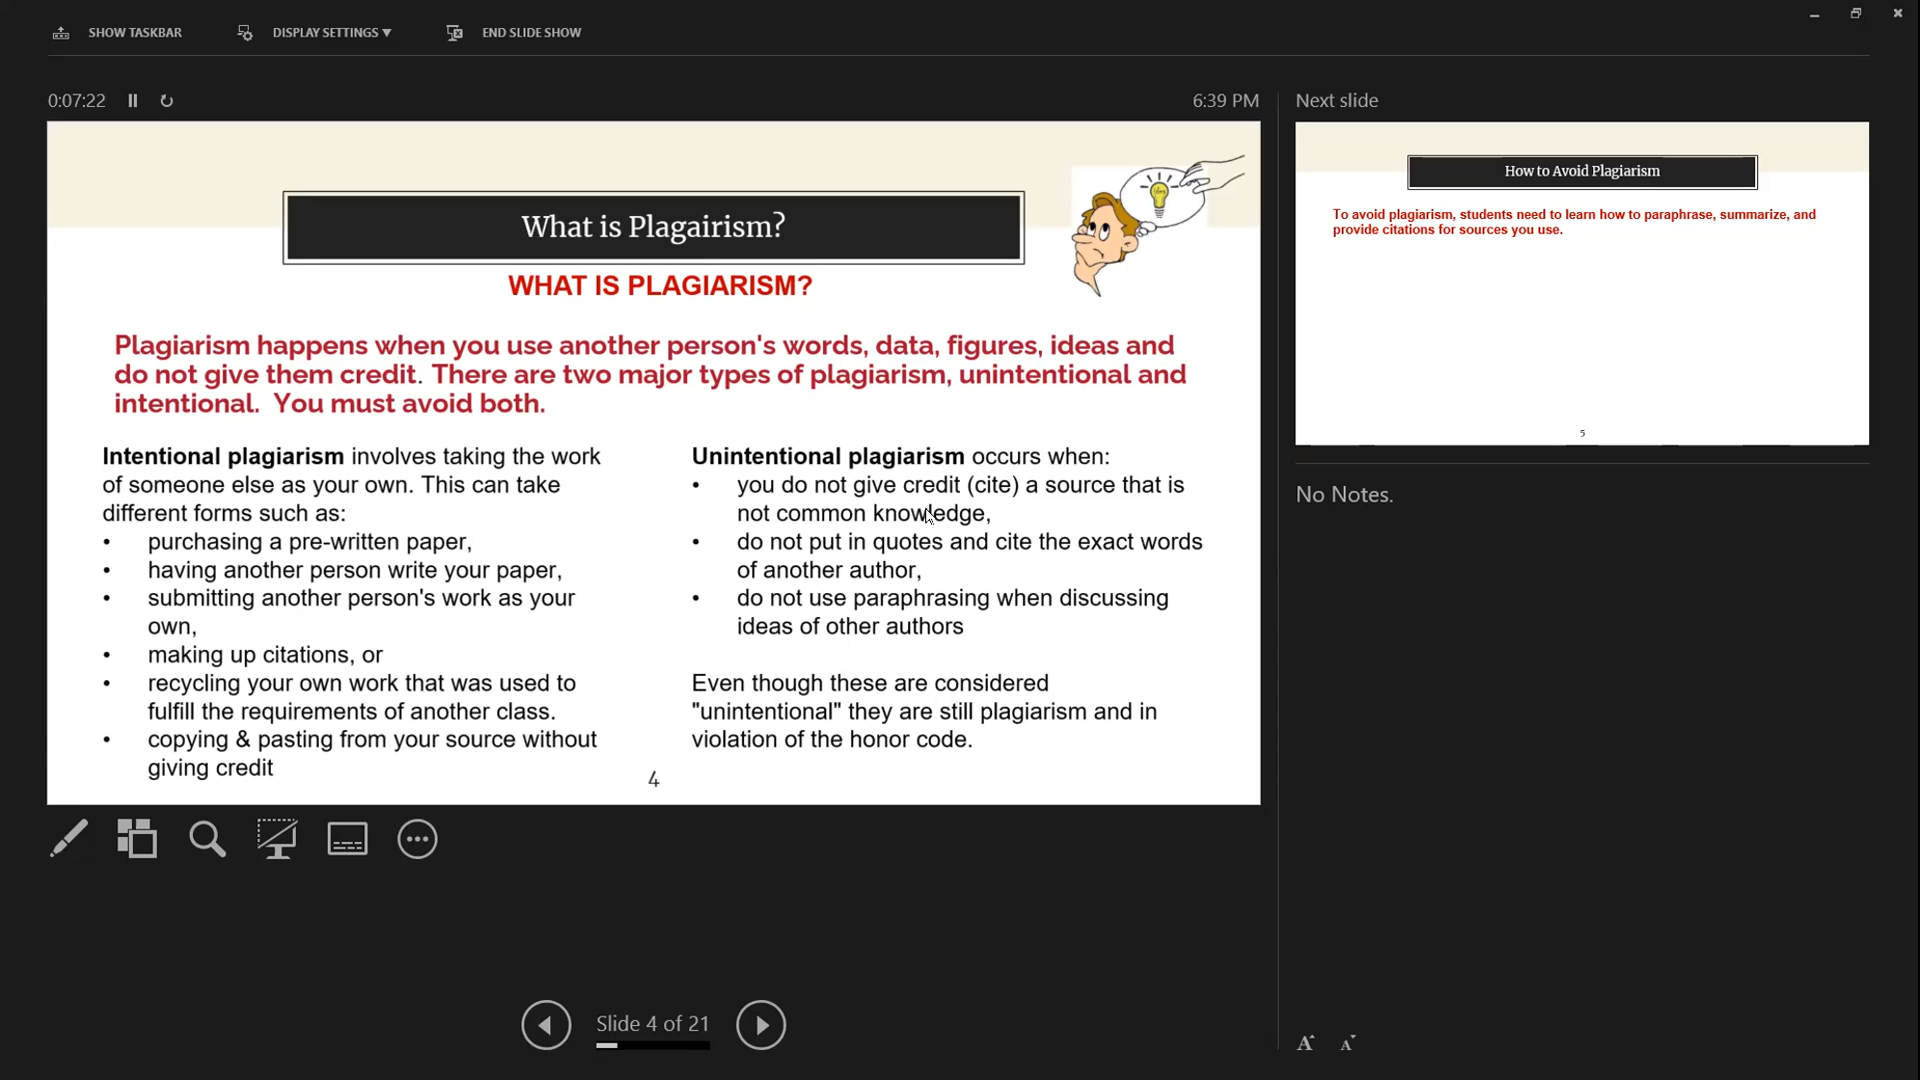 SHOW TASKBAR
DISPLAY SETTINGS ▼
END SLIDE SHOW
0:07:22
6:39 PM
What is Plagairism?
WHAT IS PLAGIARISM?
Plagiarism happens when you use another person's words, data, figures, ideas and
do not give them credit. There are two major types of plagiarism, unintentional and
intentional. You must avoid both.
Intentional plagiarism involves taking the work
of someone else as your own. This can take
different forms such as:
• purchasing a pre-written paper,
• having another person write your paper,
• submitting another person's work as your
own,
• making up citations, or
• recycling your own work that was used to
fulfill the requirements of another class.
• copying & pasting from your source without
giving credit
Unintentional plagiarism occurs when:
• you do not give credit (cite) a source that is
not common knowledge,
• do not put in quotes and cite the exact words
of another author,
• do not use paraphrasing when discussing
ideas of other authors
Even though these are considered
"unintentional" they are still plagiarism and in
violation of the honor code.
4
Slide 4 of 21
Next slide
How to Avoid Plagiarism
To avoid plagiarism, students need to learn how to paraphrase, summarize, and
provide citations for sources you use.
5
No Notes.
A A